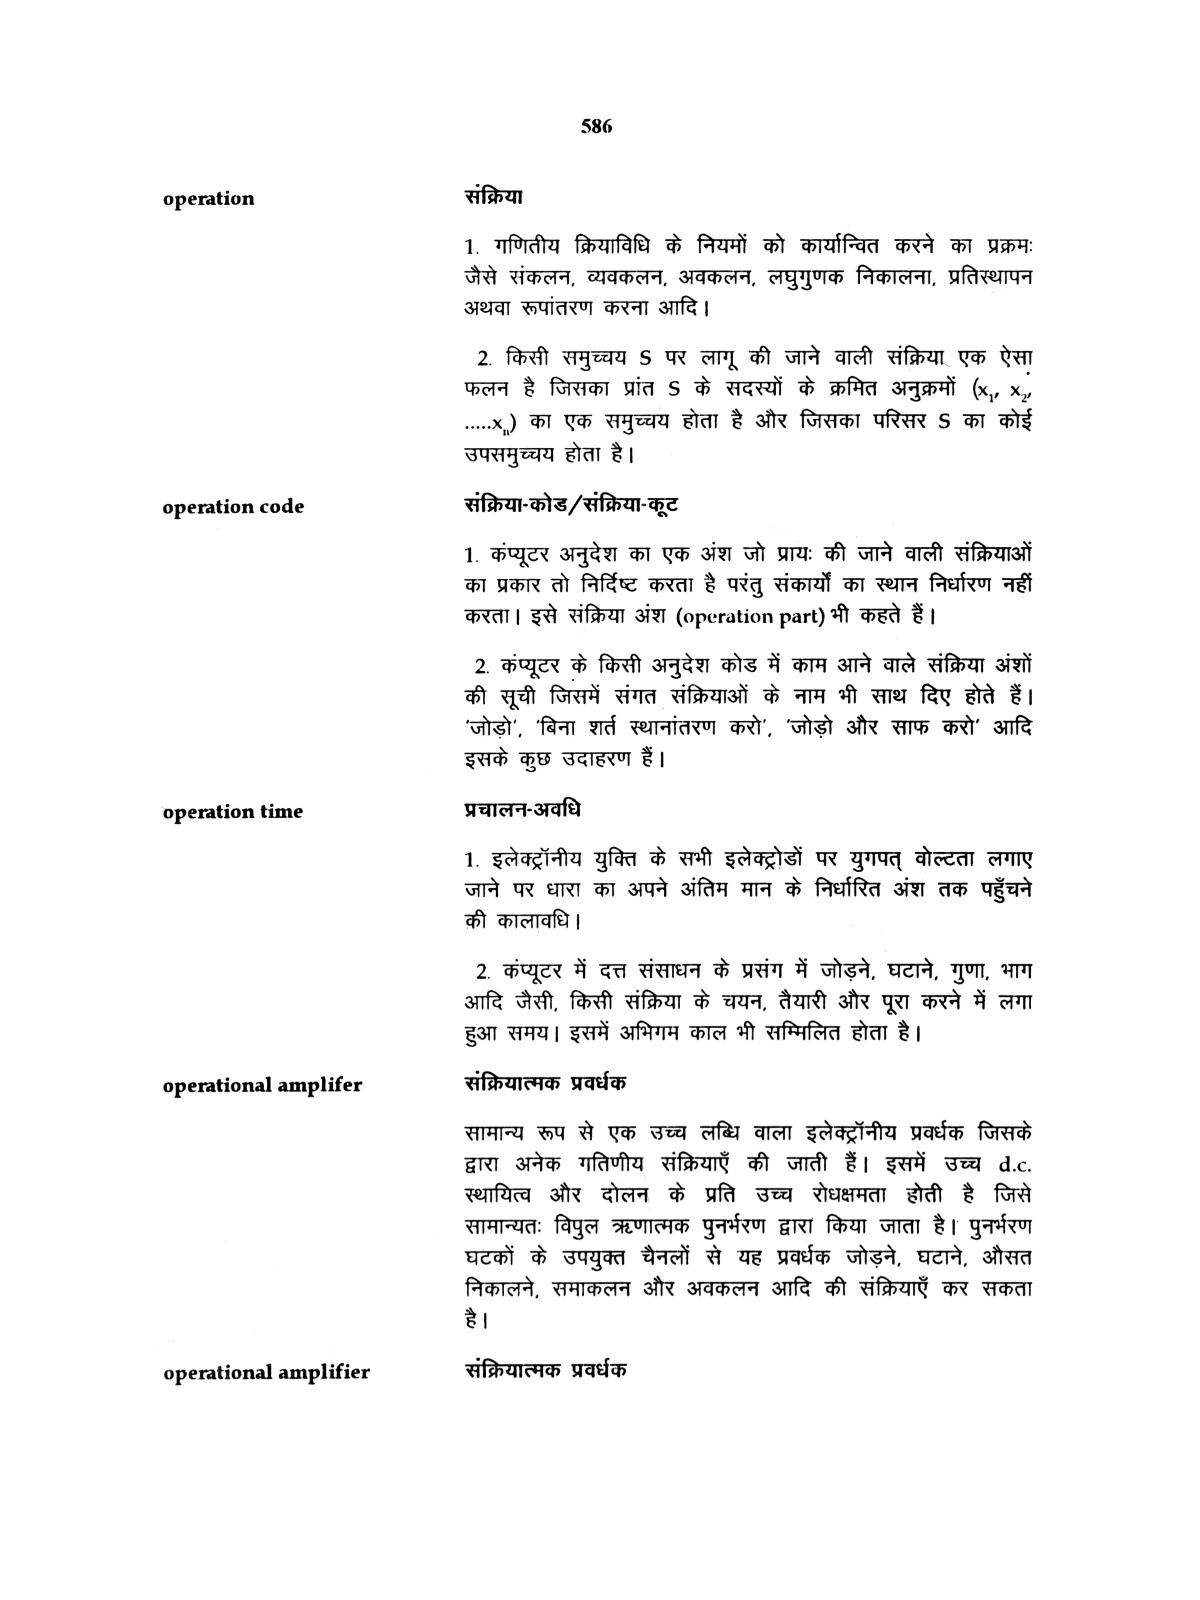 586
operation संक्रिया
1. गणितीय क्रियाविधि के नियमों को कार्यान्वित करने का प्रक्रमः
जैसे संकलन, व्यवकलन, अवकलन, लघुगुणक निकालना, प्रतिस्थापन
अथवा रूपांतरण करना आदि।
2. किसी समुच्चय S पर लागू की जाने वाली संक्रिया एक ऐसा
फलन है जिसका प्रांत S के सदस्यों के क्रमित अनुक्रमों (x₁, x₂,
.....xₙ) का एक समुच्चय होता है और जिसका परिसर S का कोई
उपसमुच्चय होता है।
operation code संक्रिया-कोड/संक्रिया-कूट
1. कंप्यूटर अनुदेश का एक अंश जो प्रायः की जाने वाली संक्रियाओं
का प्रकार तो निर्दिष्ट करता है परंतु संकार्यों का स्थान निर्धारण नहीं
करता। इसे संक्रिया अंश (operation part) भी कहते हैं।
2. कंप्यूटर के किसी अनुदेश कोड में काम आने वाले संक्रिया अंशों
की सूची जिसमें संगत संक्रियाओं के नाम भी साथ दिए होते हैं।
'जोड़ो', 'बिना शर्त स्थानांतरण करो', 'जोड़ो और साफ करो' आदि
इसके कुछ उदाहरण हैं।
operation time प्रचालन-अवधि
1. इलेक्ट्रॉनीय युक्ति के सभी इलेक्ट्रोडों पर युगपत् वोल्टता लगाए
जाने पर धारा का अपने अंतिम मान के निर्धारित अंश तक पहुँचने
की कालावधि।
2. कंप्यूटर में दत्त संसाधन के प्रसंग में जोड़ने, घटाने, गुणा, भाग
आदि जैसी, किसी संक्रिया के चयन, तैयारी और पूरा करने में लगा
हुआ समय। इसमें अभिगम काल भी सम्मिलित होता है।
operational amplifer संक्रियात्मक प्रवर्धक
सामान्य रूप से एक उच्च लब्धि वाला इलेक्ट्रॉनीय प्रवर्धक जिसके
द्वारा अनेक गतिणीय संक्रियाएँ की जाती हैं। इसमें उच्च d.c.
स्थायित्व और दोलन के प्रति उच्च रोधक्षमता होती है जिसे
सामान्यतः विपुल ऋणात्मक पुनर्भरण द्वारा किया जाता है। पुनर्भरण
घटकों के उपयुक्त चैनलों से यह प्रवर्धक जोड़ने, घटाने, औसत
निकालने, समाकलन और अवकलन आदि की संक्रियाएँ कर सकता
है।
operational amplifier संक्रियात्मक प्रवर्धक